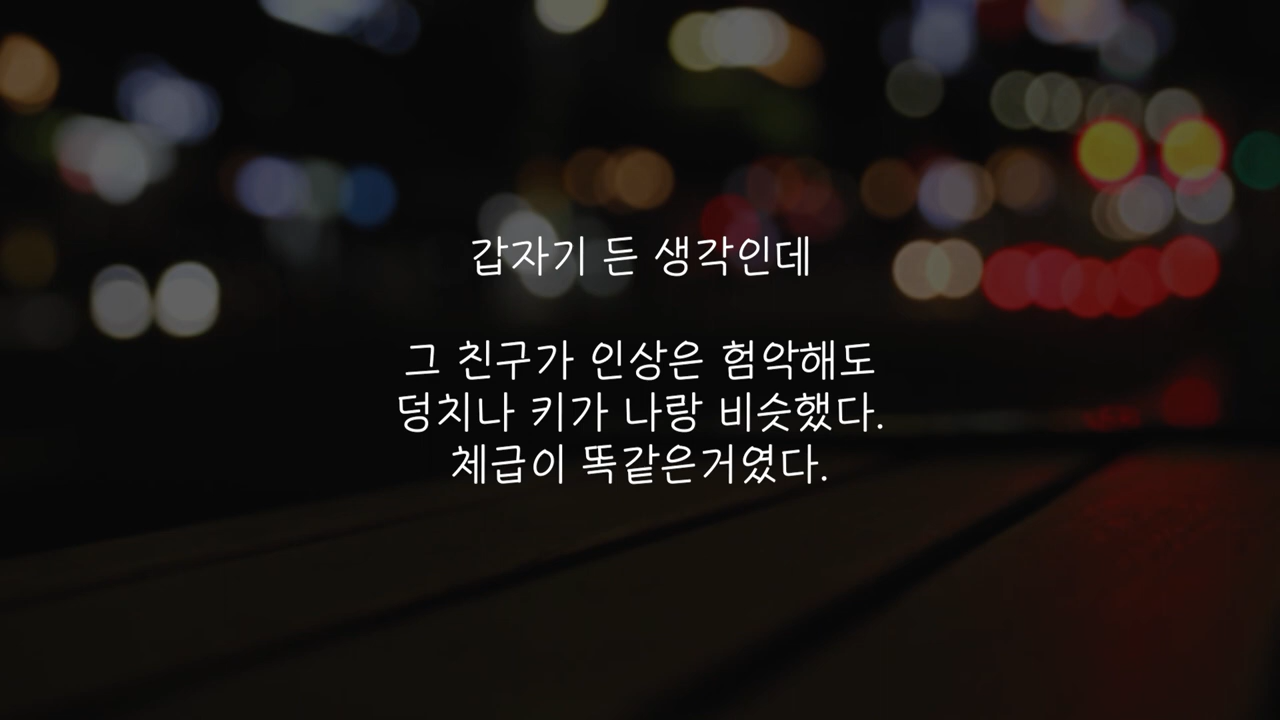 갑자기 든 생각인데
그 친구가 인상은 험악해도
덩치나 키가 나랑 비슷했다.
체급이 똑같은거였다.